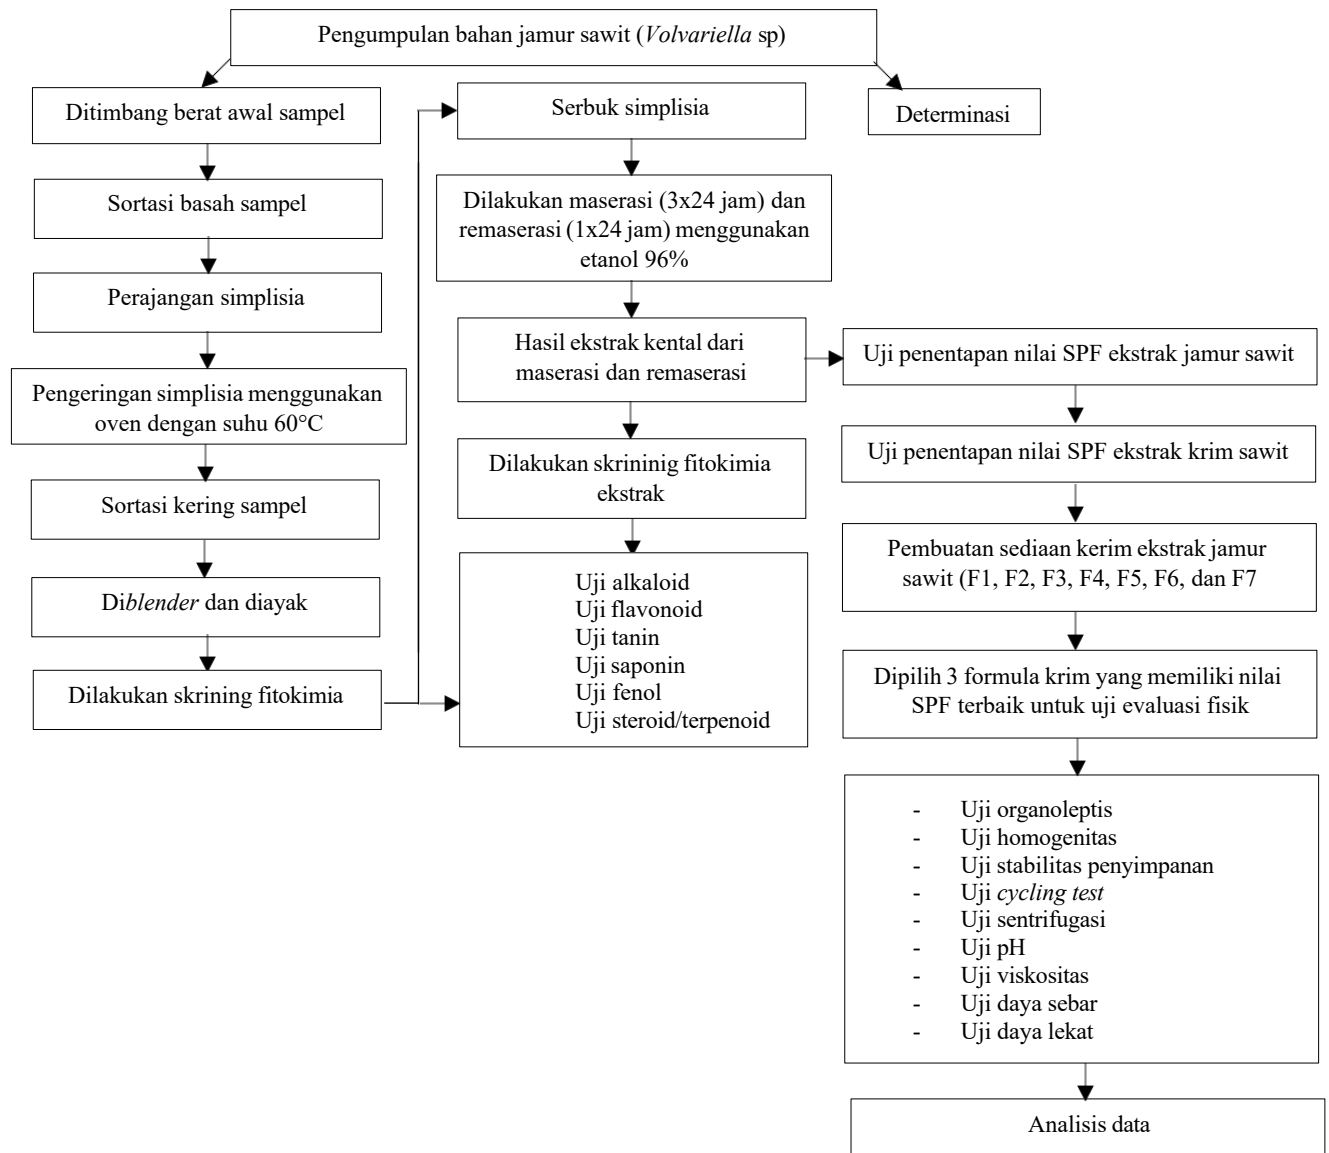 Pengumpulan bahan jamur sawit (Volvariella sp)
Ditimbang berat awal sampel
Sortasi basah sampel
Perajangan simplisia
Pengeringan simplisia menggunakan
oven dengan suhu 60°C
Sortasi kering sampel
Diblender dan diayak
Dilakukan skrining fitokimia
Serbuk simplisia
Dilakukan maserasi (3x24 jam) dan
remaserasi (1x24 jam) menggunakan
etanol 96%
Hasil ekstrak kental dari
maserasi dan remaserasi
Dilakukan skrininig fitokimia
ekstrak
Uji alkaloid
Uji flavonoid
Uji tanin
Uji saponin
Uji fenol
Uji steroid/terpenoid
Determinasi
Uji penentapan nilai SPF ekstrak jamur sawit
Uji penentapan nilai SPF ekstrak krim sawit
Pembuatan sediaan kerim ekstrak jamur
sawit (F1, F2, F3, F4, F5, F6, dan F7
Dipilih 3 formula krim yang memiliki nilai
SPF terbaik untuk uji evaluasi fisik
- Uji organoleptis
- Uji homogenitas
- Uji stabilitas penyimpanan
- Uji cycling test
- Uji sentrifugasi
- Uji pH
- Uji viskositas
- Uji daya sebar
- Uji daya lekat
Analisis data